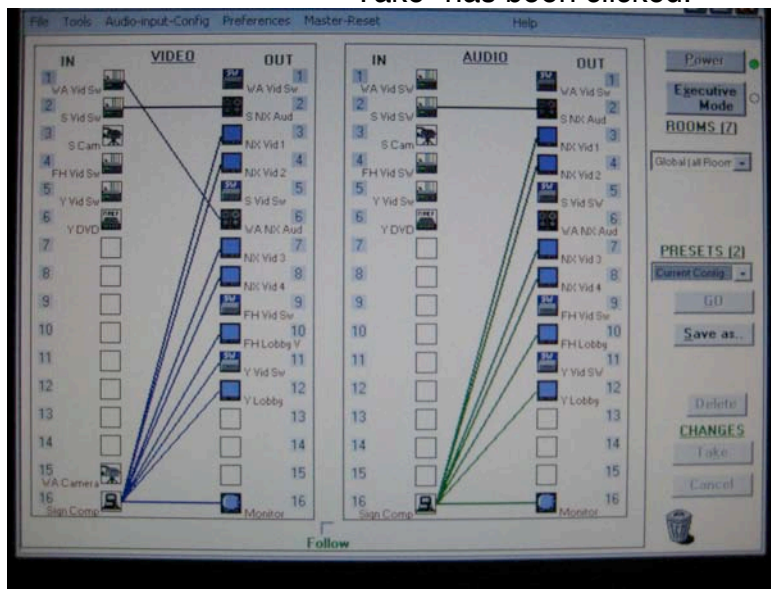 "Take" has been clicked.
File Tools Audio-input-Config Preferences Master-Reset Help
IN VIDEO OUT
1 WA Vid Sw 1 WA Vid Sw
2 S Vid Sw 2 S NX Aud
3 S Cam 3 NX Vid 1
4 FH Vid Sw 4 NX Vid 2
5 Y Vid Sw 5 S Vid Sw
6 Y DVD 6 WA NX Aud
7 7 NX Vid 3
8 8 NX Vid 4
9 9 FH Vid Sw
10 10 FH Lobby V
11 11 Y Vid Sw
12 12 Y Lobby
13 13
14 14
15 WA Camera 15
16 Sign Comp 16 Monitor
IN AUDIO OUT
1 WA Vid Sw 1 WA Vid Sw
2 S Vid Sw 2 S NX Aud
3 S Cam 3 NX Vid1
4 FH Vid SW 4 NX Vid 2
5 Y Vid Sw 5 S Vid SW
6 Y DVD 6 WA NX Aud
7 7 NX Vid 3
8 8 NX Vid 4
9 9 FH Vid Sw
10 10 FH Lobby
11 11 Y Vid SW
12 12 Y Lobby
13 13
14 14
15 15
16 Sign Comp 16 Monitor
Follow
Power
Executive
Mode
ROOMS (7)
Global (all Room
PRESETS (2)
Current Config
GO
Save as..
Delete
CHANGES
Take
Cancel